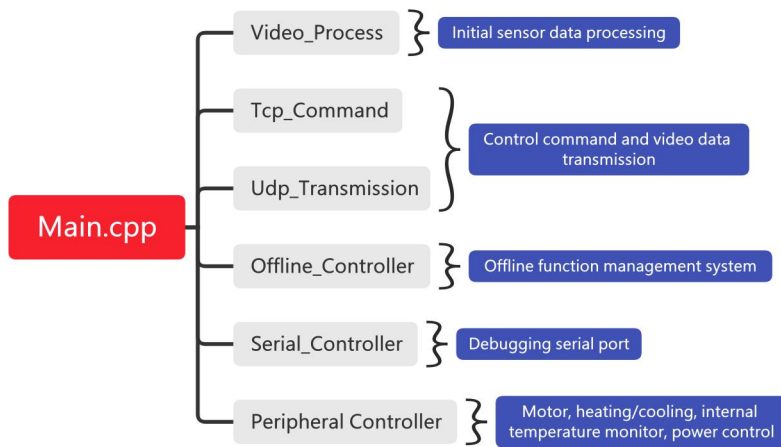 Video_Process
Initial sensor data processing
Tcp_Command
Control command and video data
transmission
Udp_Transmission
Main.cpp
Offline_Controller
Offline function management system
Serial_Controller
Debugging serial port
Peripheral Controller
Motor, heating/cooling, internal
temperature monitor, power control